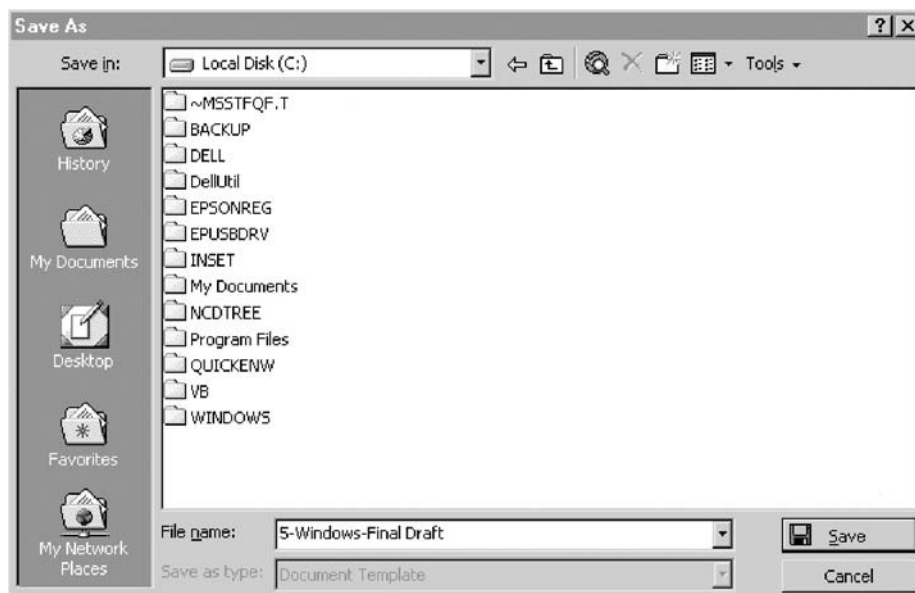 Save As
Save in:
Local Disk (C:)
Tools
~MSSTFQF.T
BACKUP
DELL
DellUtil
EPSONREG
EPUSBDRV
INSET
My Documents
NCDTREE
Program Files
QUICKENW
VB
WINDOWS
History
My Documents
Desktop
Favorites
My Network
Places
File name:
5-Windows-Final Draft
Save
Save as type:
Document Template
Cancel